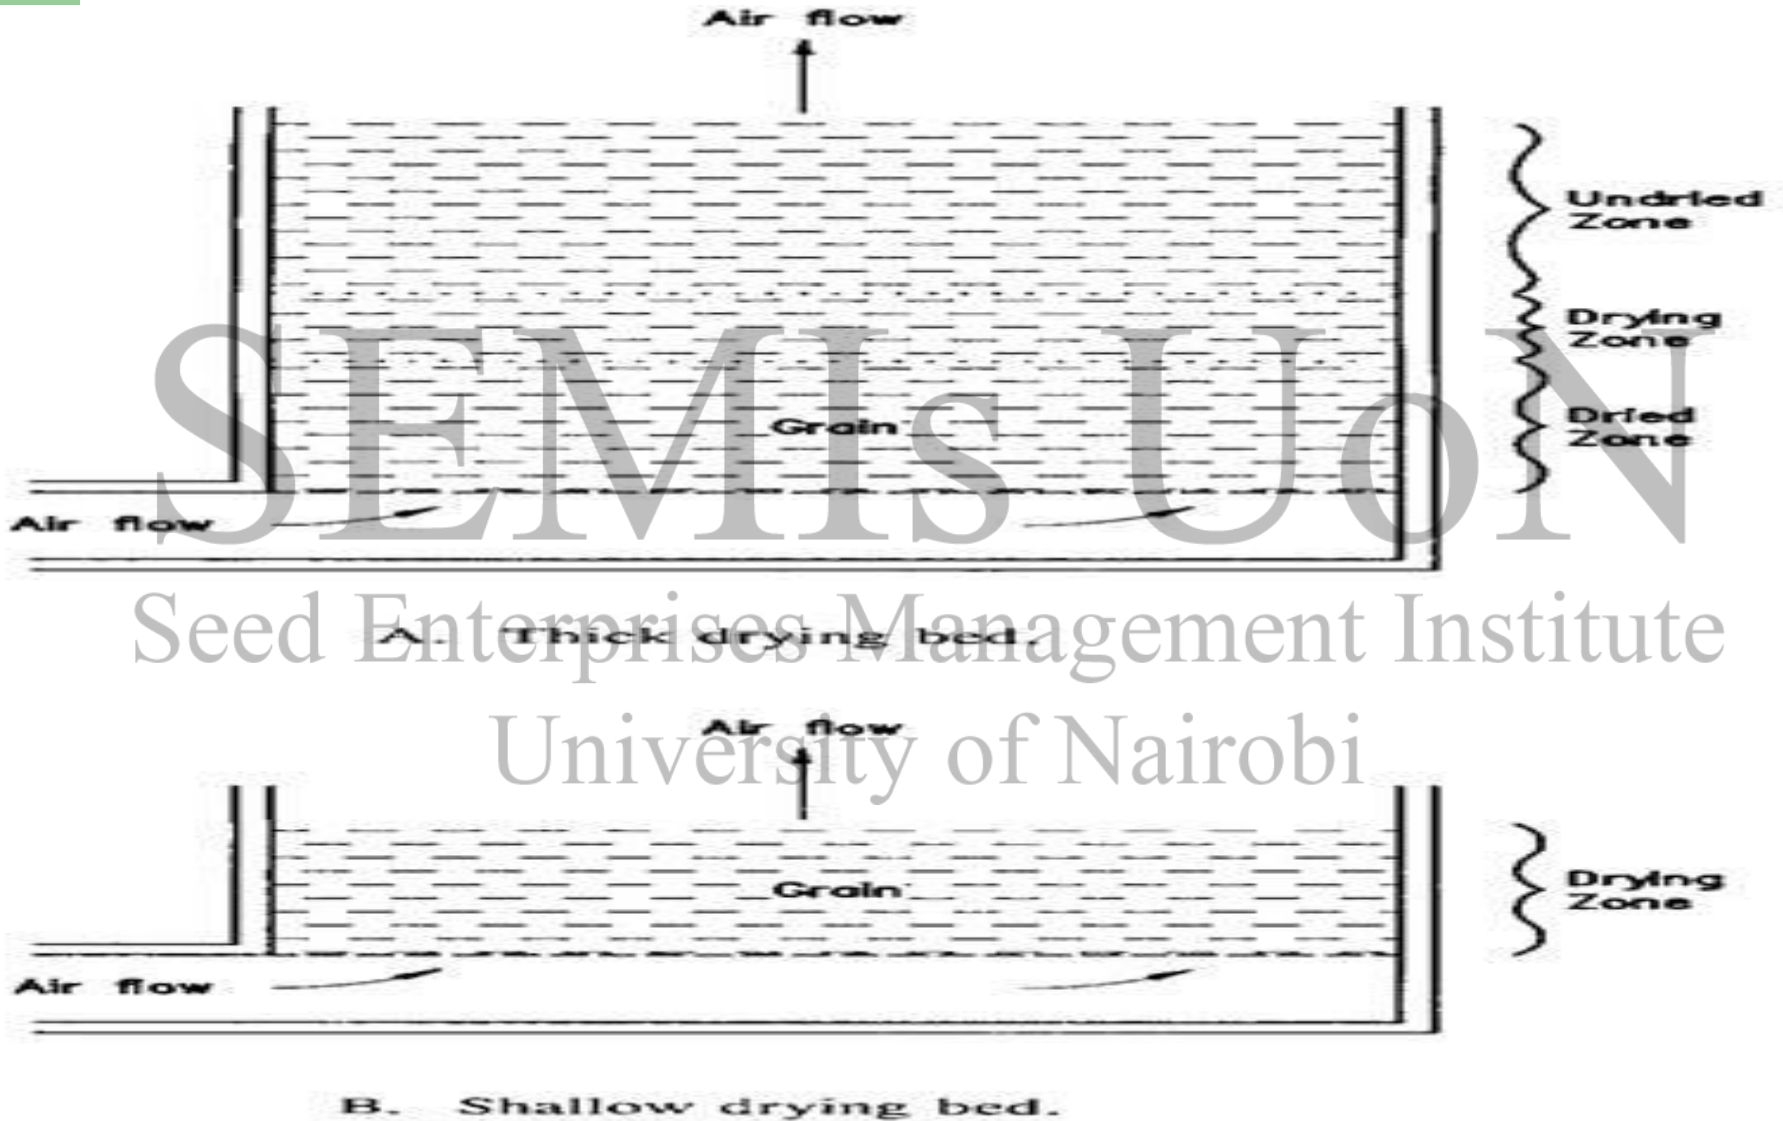 Air flow
Undried
Zone
Drying
Zone
Dried
Zone
Grain
Air flow
SEMIs UoN
A. Thick drying bed.
Seed Enterprises Management Institute
Air flow
University of Nairobi
Grain
Drying
Zone
Air flow
B. Shallow drying bed.